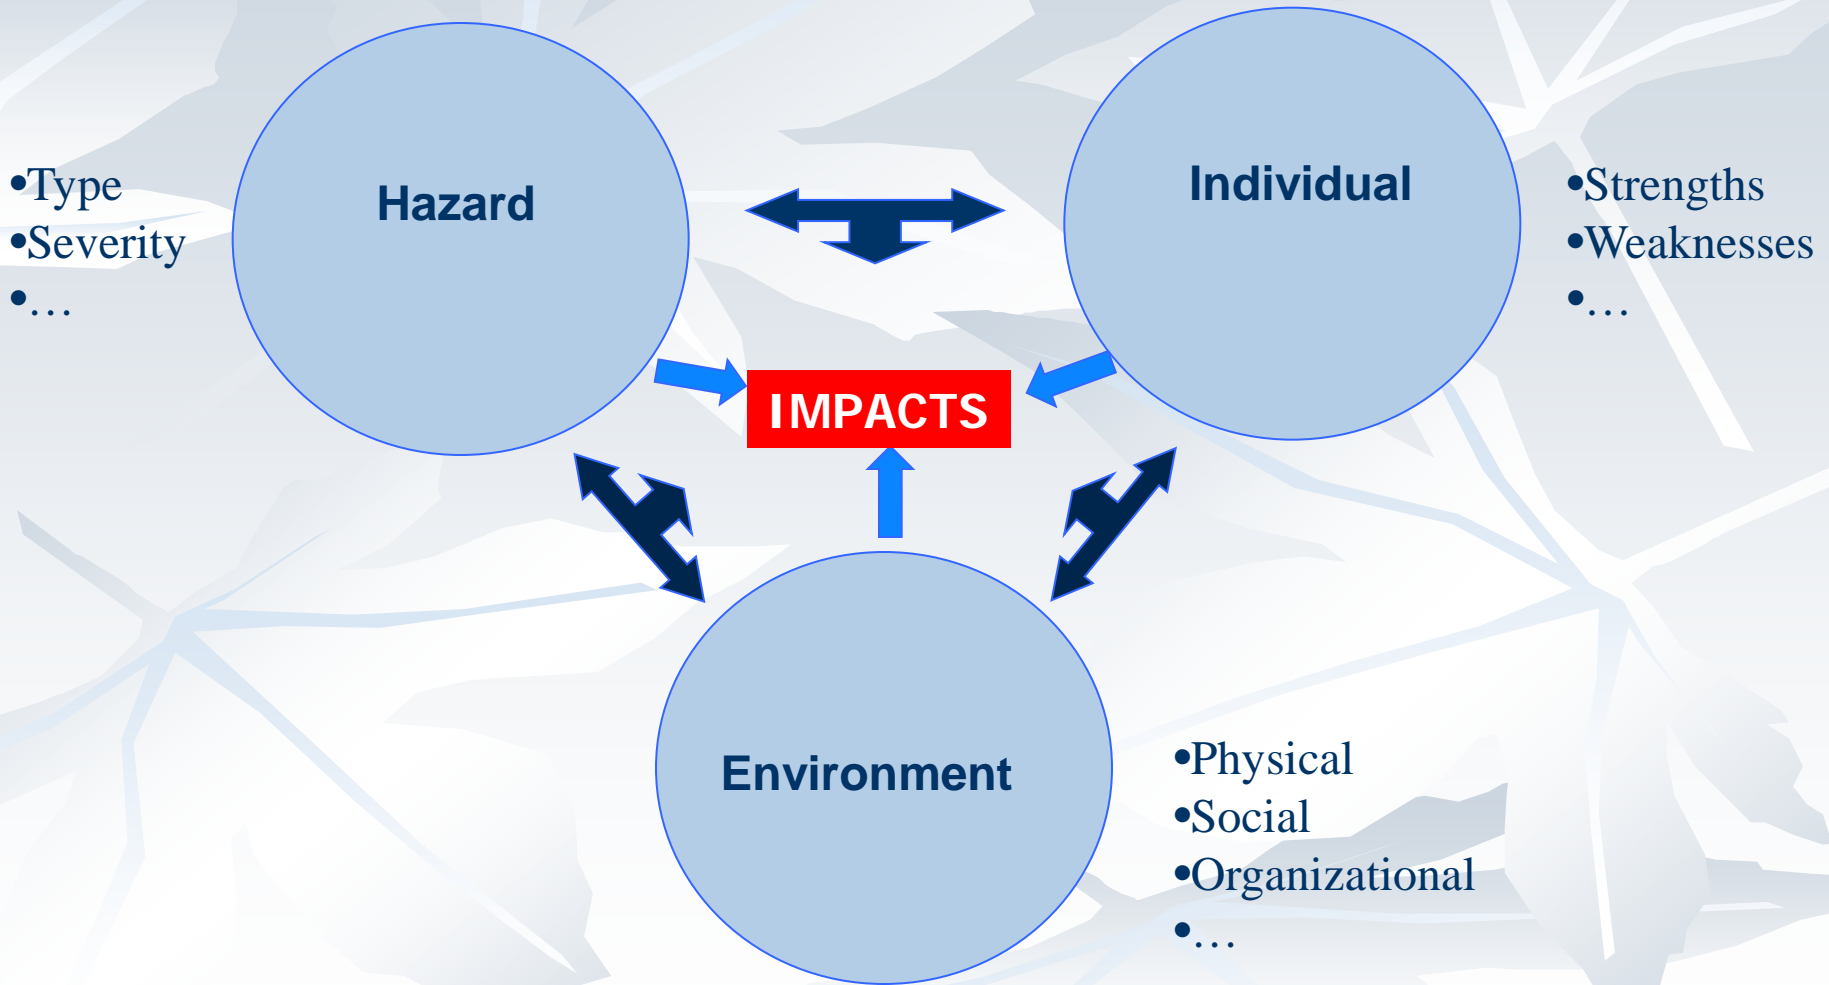 Hazard
•Type
•Severity
•…
Individual
•Strengths
•Weaknesses
•…
IMPACTS
Environment
•Physical
•Social
•Organizational
•…